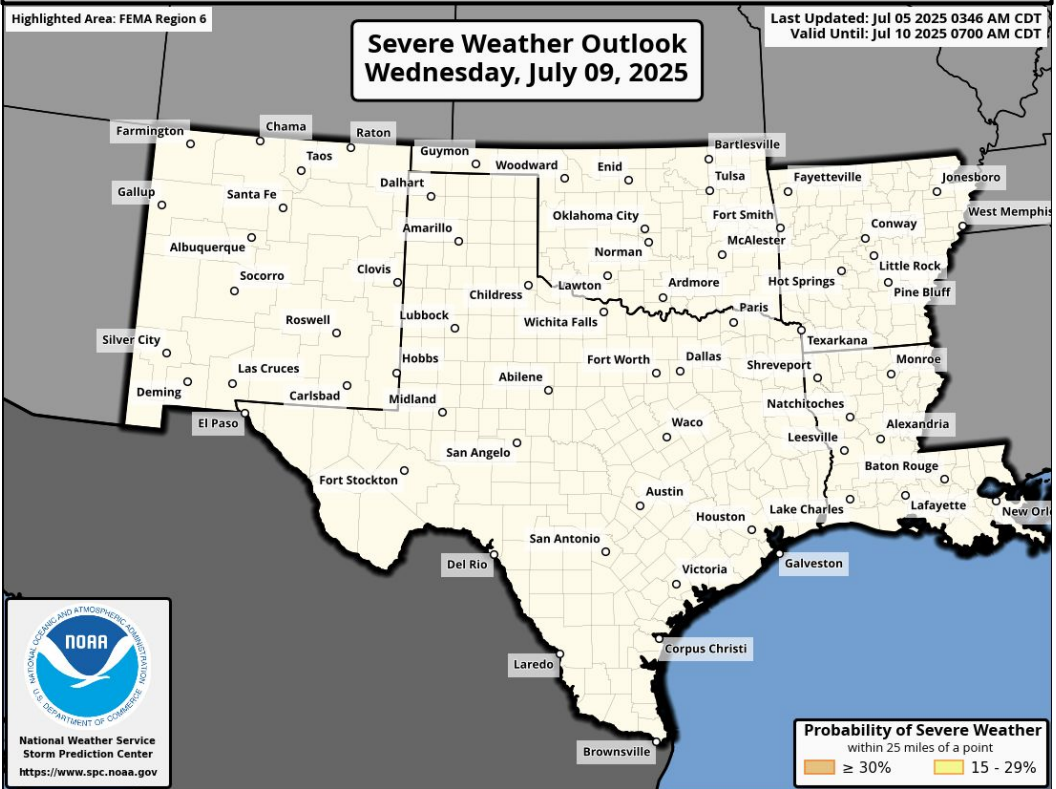 Highlighted Area: FEMA Region 6
Severe Weather Outlook
Wednesday, July 09, 2025
Last Updated: Jul 05 2025 0346 AM CDT
Valid Until: Jul 10 2025 0700 AM CDT
Farmington
Chama
Raton
Taos
Guymon
Woodward
Enid
Bartlesville
Tulsa
Fayetteville
Jonesboro
Gallup
Santa Fe
Dalhart
Amarillo
Oklahoma City
Fort Smith
Conway
West Memphis
Albuquerque
Norman
McAlester
Little Rock
Socorro
Clovis
Childress
Lawton
Ardmore
Hot Springs
Pine Bluff
Roswell
Lubbock
Wichita Falls
Paris
Texarkana
Silver City
Hobbs
Fort Worth
Dallas
Shreveport
Monroe
Deming
Las Cruces
Carlsbad
Midland
Abilene
Natchitoches
El Paso
Waco
Leesville
Alexandria
San Angelo
Fort Stockton
Baton Rouge
Austin
Houston
Lake Charles
Lafayette
New Orl
San Antonio
Del Rio
Victoria
Galveston
Laredo
Corpus Christi
Brownsville
NATIONAL OCEANIC AND ATMOSPHERIC ADMINISTRATION
NOAA
U.S. DEPARTMENT OF COMMERCE
National Weather Service
Storm Prediction Center
https://www.spc.noaa.gov
Probability of Severe Weather
within 25 miles of a point
≥ 30%
15 - 29%